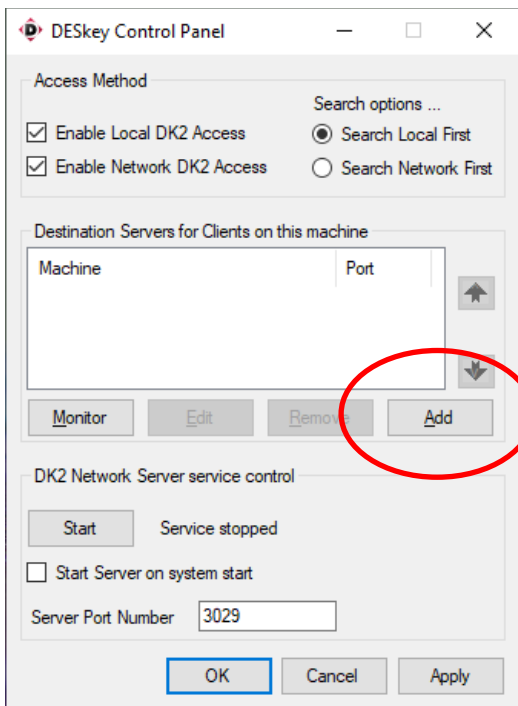 DESkey Control Panel
Access Method
Search options ...
Enable Local DK2 Access
Search Local First
Enable Network DK2 Access
Search Network First
Destination Servers for Clients on this machine
Machine Port
Monitor Edit Remove Add
DK2 Network Server service control
Start Service stopped
Start Server on system start
Server Port Number 3029
OK Cancel Apply